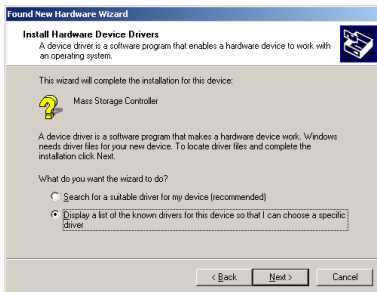 Found New Hardware Wizard
Install Hardware Device Drivers
A device driver is a software program that enables a hardware device to work with
an operating system.
This wizard will complete the installation for this device:
Mass Storage Controller
A device driver is a software program that makes a hardware device work. Windows
needs driver files for your new device. To locate driver files and complete the
installation click Next.
What do you want the wizard to do?
Search for a suitable driver for my device (recommended)
Display a list of the known drivers for this device so that I can choose a specific
driver
< Back Next > Cancel